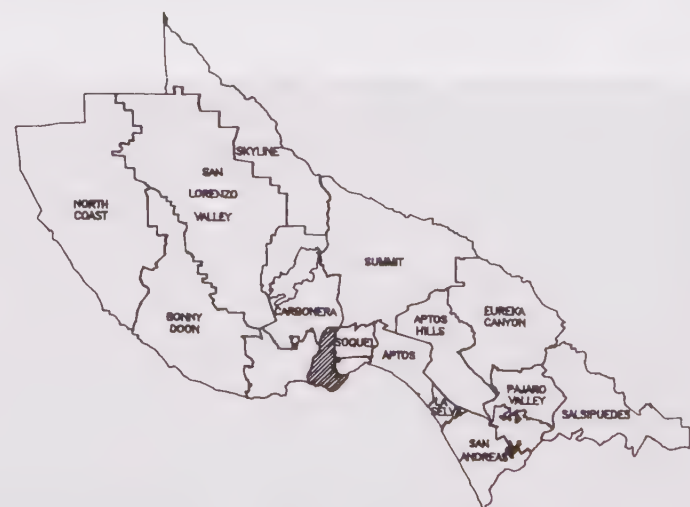 SKYLINE
SAN
LORENZO
VALLEY
NORTH
COAST
SUMMIT
BONNY
DOON
CARBONERA
EUREKA
CANYON
APTOS
HILLS
SOQUEL
APTOS
PAJARO
VALLEY
LA
SELVA
SALSIPUEDES
SAN
ANDREAS